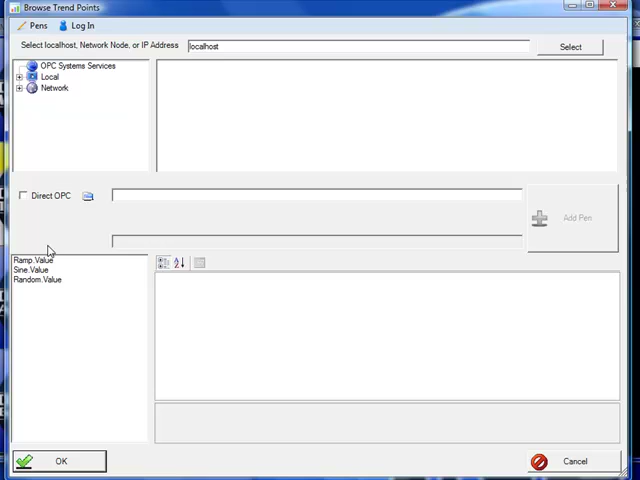 Browse Trend Points
Pens Log In
Select localhost, Network Node, or IP Address localhost Select
OPC Systems Services
Local
Network
Direct OPC
Add Pen
Ramp.Value
Sine.Value
Random.Value
OK Cancel